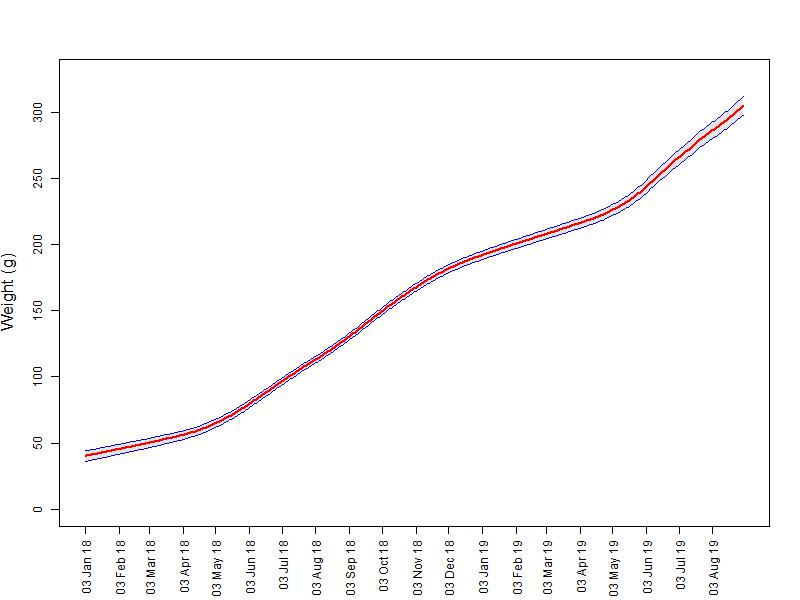 Weight (g)
300
250
200
150
100
50
0
03 Jan 18
03 Feb 18
03 Mar 18
03 Apr 18
03 May 18
03 Jun 18
03 Jul 18
03 Aug 18
03 Sep 18
03 Oct 18
03 Nov 18
03 Dec 18
03 Jan 19
03 Feb 19
03 Mar 19
03 Apr 19
03 May 19
03 Jun 19
03 Jul 19
03 Aug 19